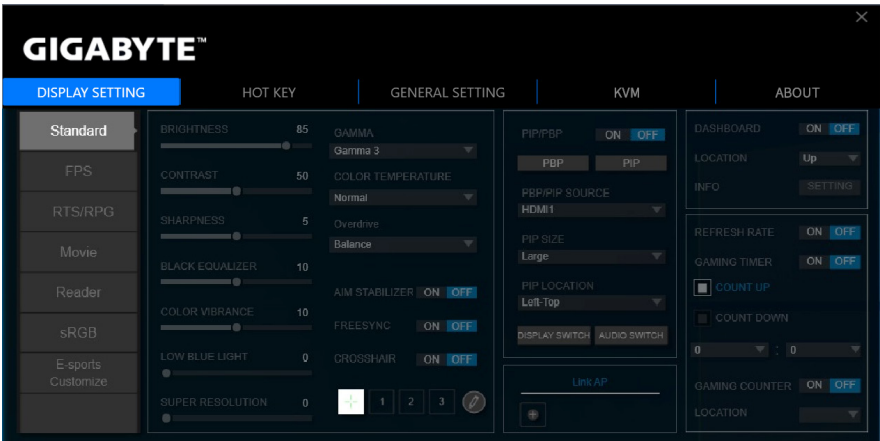 GIGABYTE™
DISPLAY SETTING
HOT KEY
GENERAL SETTING
KVM
ABOUT
Standard
FPS
RTS/RPG
Movie
Reader
sRGB
E-sports
Customize
BRIGHTNESS 85
CONTRAST 50
SHARPNESS 5
BLACK EQUALIZER 10
COLOR VIBRANCE 10
LOW BLUE LIGHT 0
SUPER RESOLUTION 0
GAMMA
Gamma 3
COLOR TEMPERATURE
Normal
Overdrive
Balance
AIM STABILIZER ON OFF
FREESYNC ON OFF
CROSSHAIR ON OFF
1 2 3
PIP/PBP ON OFF
PBP PIP
PBP/PIP SOURCE
HDMI1
PIP SIZE
Large
PIP LOCATION
Left-Top
DISPLAY SWITCH AUDIO SWITCH
Link AP
DASHBOARD ON OFF
LOCATION Up
INFO SETTING
REFRESH RATE ON OFF
GAMING TIMER ON OFF
COUNT UP
COUNT DOWN
0 : 0
GAMING COUNTER ON OFF
LOCATION